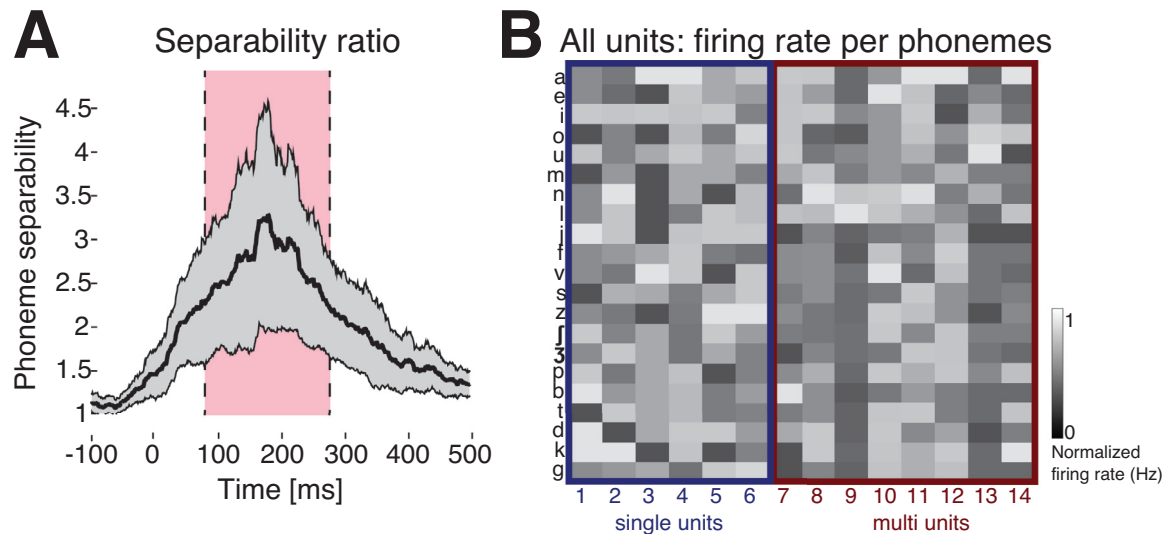 A
Separability ratio
Phoneme separability
4.5-
4-
3.5-
3-
2.5-
2-
1.5-
1
-100 0 100 200 300 400 500
Time [ms]
B
All units: firing rate per phonemes
a
e
i
o
u
m
n
l
j
f
v
s
z
ʃ
ʒ
p
b
t
d
k
g
1 2 3 4 5 6 7 8 9 10 11 12 13 14
single units multi units
1
0
Normalized
firing rate (Hz)